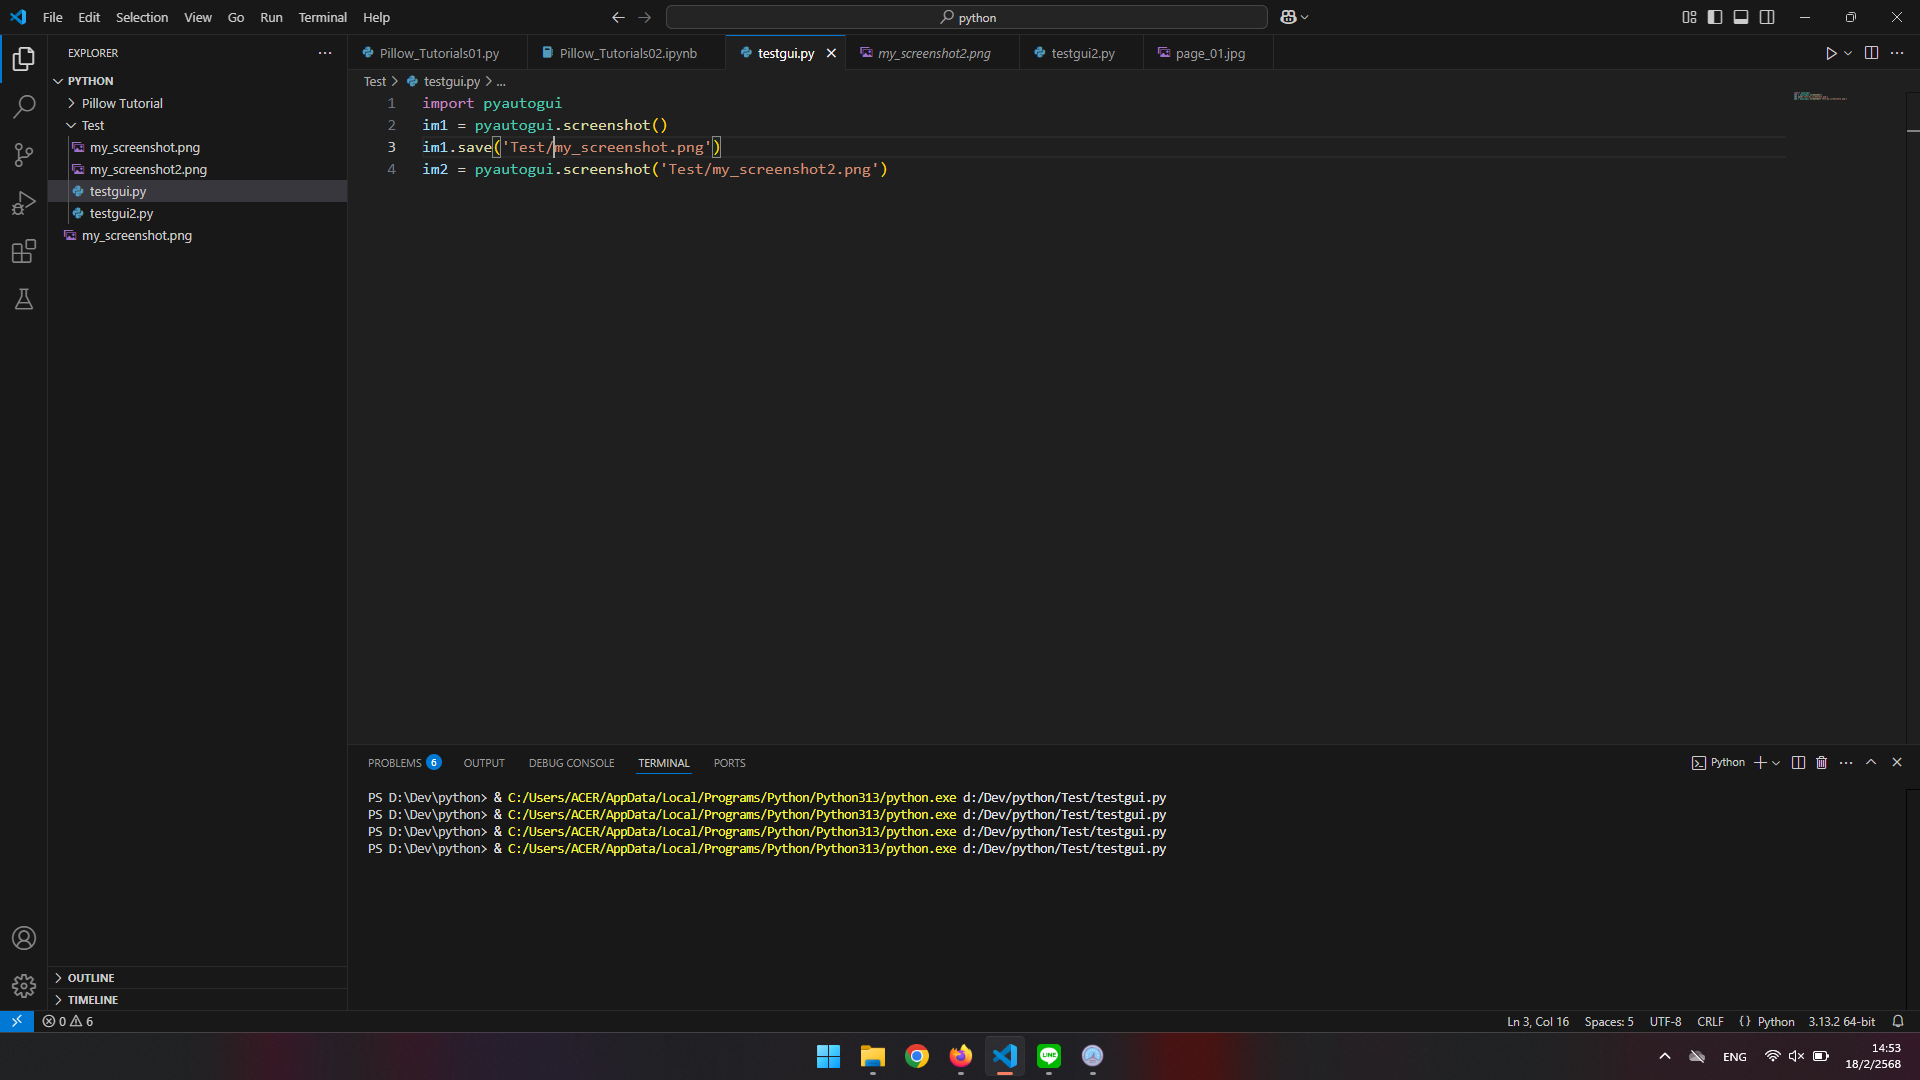 File Edit Selection View Go Run Terminal Help
python
EXPLORER
PYTHON
Pillow Tutorial
Test
my_screenshot.png
my_screenshot2.png
testgui.py
testgui2.py
my_screenshot.png
OUTLINE
TIMELINE
Pillow_Tutorials01.py Pillow_Tutorials02.ipynb testgui.py my_screenshot2.png testgui2.py page_01.jpg
Test > testgui.py > ...
1 import pyautogui
2 im1 = pyautogui.screenshot()
3 im1.save('Test/my_screenshot.png')
4 im2 = pyautogui.screenshot('Test/my_screenshot2.png')
PROBLEMS 6 OUTPUT DEBUG CONSOLE TERMINAL PORTS
Python
PS D:\Dev\python> & C:/Users/ACER/AppData/Local/Programs/Python/Python313/python.exe d:/Dev/python/Test/testgui.py
PS D:\Dev\python> & C:/Users/ACER/AppData/Local/Programs/Python/Python313/python.exe d:/Dev/python/Test/testgui.py
PS D:\Dev\python> & C:/Users/ACER/AppData/Local/Programs/Python/Python313/python.exe d:/Dev/python/Test/testgui.py
PS D:\Dev\python> & C:/Users/ACER/AppData/Local/Programs/Python/Python313/python.exe d:/Dev/python/Test/testgui.py
0 6
Ln 3, Col 16 Spaces: 5 UTF-8 CRLF {} Python 3.13.2 64-bit
LINE
ENG
14:53
18/2/2568